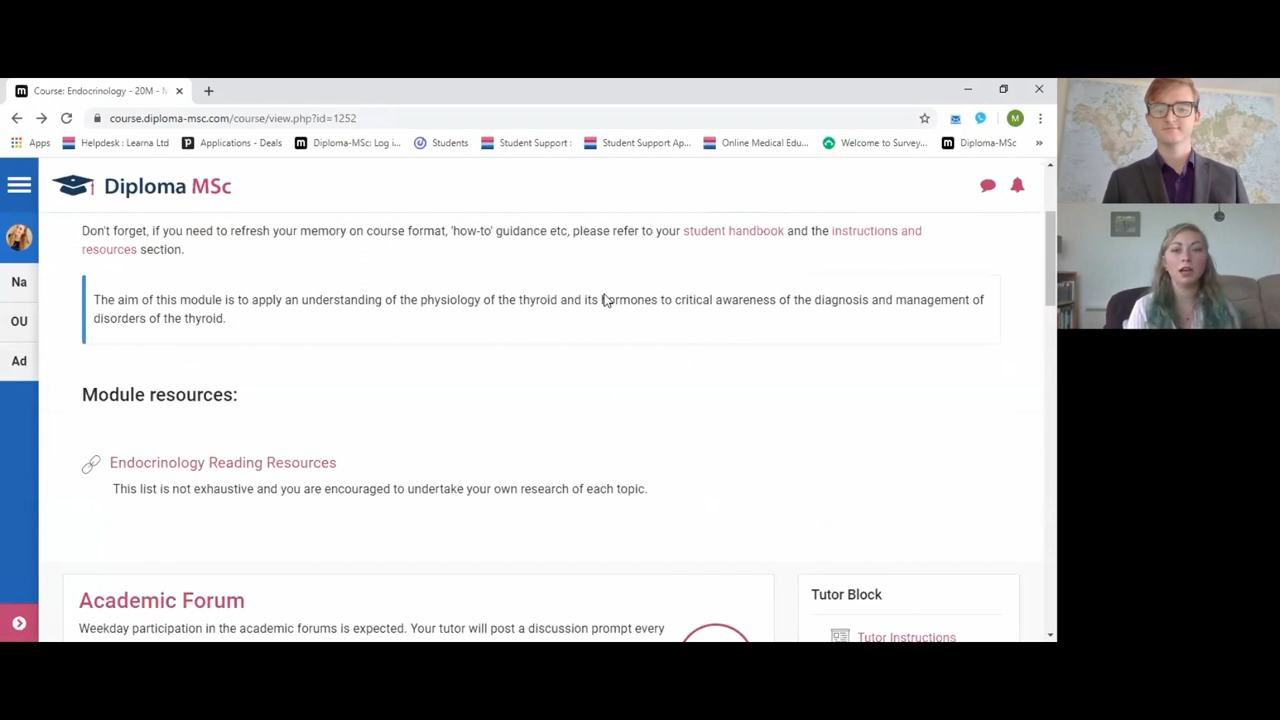 Course: Endocrinology - 20M - M
course.diploma-msc.com/course/view.php?id=1252
M
Apps
Helpdesk : Learna Ltd
Applications - Deals
Diploma-MSc: Log i...
Students
Student Support :
Student Support Ap...
Online Medical Edu...
Welcome to Survey...
Diploma-MSc
»
Diploma MSc
Don't forget, if you need to refresh your memory on course format, 'how-to' guidance etc, please refer to your student handbook and the instructions and
resources section.
Na
The aim of this module is to apply an understanding of the physiology of the thyroid and its hormones to critical awareness of the diagnosis and management of
disorders of the thyroid.
OU
Ad
Module resources:
Endocrinology Reading Resources
This list is not exhaustive and you are encouraged to undertake your own research of each topic.
Academic Forum
Weekday participation in the academic forums is expected. Your tutor will post a discussion prompt every
Tutor Block
Tutor Instructions